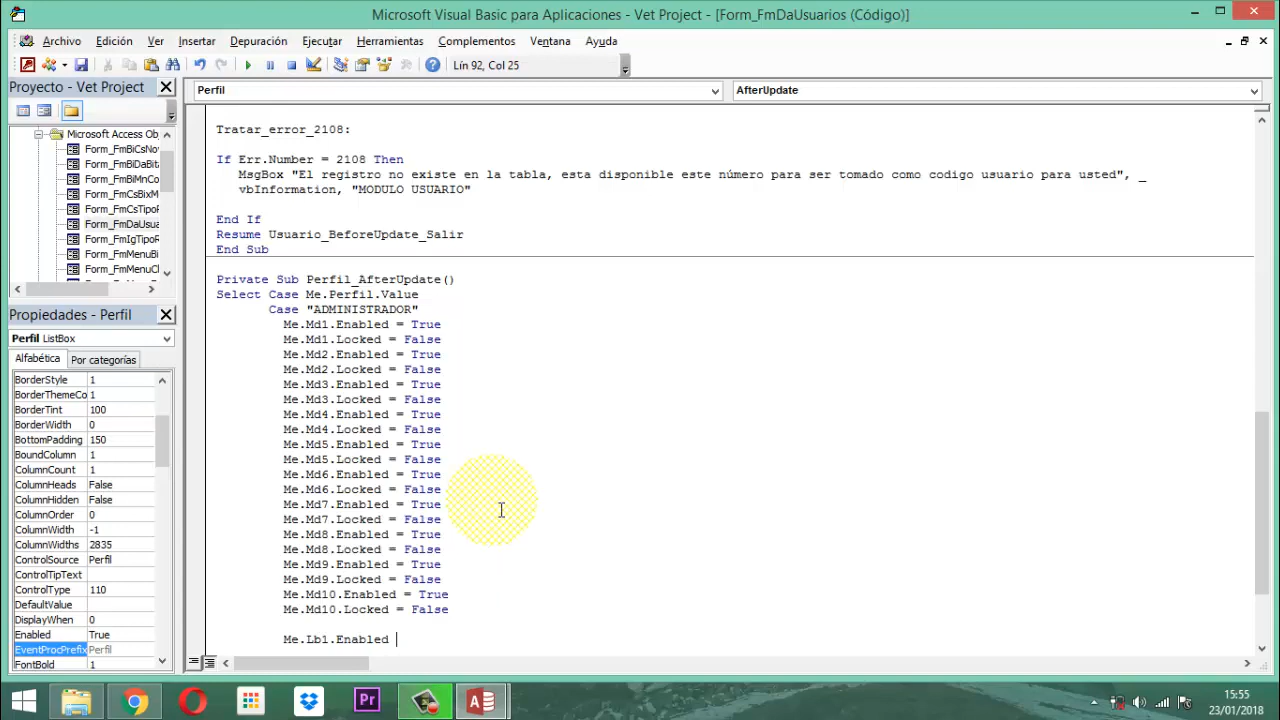 Microsoft Visual Basic para Aplicaciones - Vet Project - [Form_FmDaUsuarios (Código)]
Archivo Edición Ver Insertar Depuración Ejecutar Herramientas Complementos Ventana Ayuda
Lín 92, Col 25
Proyecto - Vet Project
Microsoft Access Obj
Form_FmBiCsNo
Form_FmBiDaBit
Form_FmBiMnCo
Form_FmCsBixM
Form_FmCsTipoR
Form_FmDaUsua
Form_FmIgTipoR
Form_FmMenuBi
Form_FmMenuCl
Propiedades - Perfil
Perfil ListBox
Alfabética Por categorías
BorderStyle 1
BorderThemeCo 1
BorderTint 100
BorderWidth 0
BottomPadding 150
BoundColumn 1
ColumnCount 1
ColumnHeads False
ColumnHidden False
ColumnOrder 0
ColumnWidth -1
ColumnWidths 2835
ControlSource Perfil
ControlTipText
ControlType 110
DefaultValue
DisplayWhen 0
Enabled True
EventProcPrefix Perfil
FontBold 1
Perfil AfterUpdate
Tratar_error_2108:
If Err.Number = 2108 Then
MsgBox "El registro no existe en la tabla, esta disponible este número para ser tomado como codigo usuario para usted", _
vbInformation, "MODULO USUARIO"
End If
Resume Usuario_BeforeUpdate_Salir
End Sub
Private Sub Perfil_AfterUpdate()
Select Case Me.Perfil.Value
Case "ADMINISTRADOR"
Me.Md1.Enabled = True
Me.Md1.Locked = False
Me.Md2.Enabled = True
Me.Md2.Locked = False
Me.Md3.Enabled = True
Me.Md3.Locked = False
Me.Md4.Enabled = True
Me.Md4.Locked = False
Me.Md5.Enabled = True
Me.Md5.Locked = False
Me.Md6.Enabled = True
Me.Md6.Locked = False
Me.Md7.Enabled = True
Me.Md7.Locked = False
Me.Md8.Enabled = True
Me.Md8.Locked = False
Me.Md9.Enabled = True
Me.Md9.Locked = False
Me.Md10.Enabled = True
Me.Md10.Locked = False
Me.Lb1.Enabled
Pr
15:55
23/01/2018